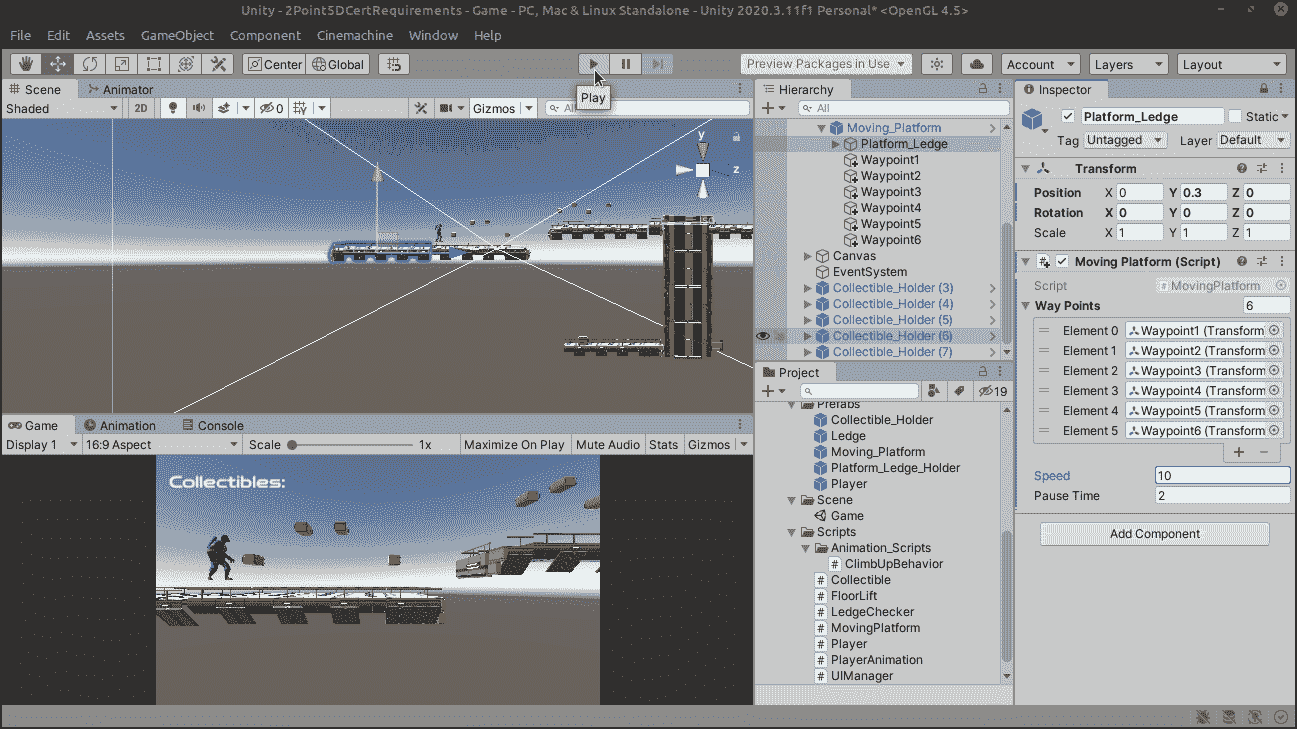 Unity - 2Point5DCertRequirements - Game - PC, Mac & Linux Standalone - Unity 2020.3.11f1 Personal* <OpenGL 4.5>
File Edit Assets GameObject Component Cinemachine Window Help
Center Global Preview Packages in Use Account Layers Layout
Play
Scene Animator
Shaded 2D 0 Gizmos All
y
z
Game Animation Console
Display 1 16:9 Aspect Scale 1x Maximize On Play Mute Audio Stats Gizmos
Collectibles:
Hierarchy
All
Moving_Platform
Platform_Ledge
Waypoint1
Waypoint2
Waypoint3
Waypoint4
Waypoint5
Waypoint6
Canvas
EventSystem
Collectible_Holder (3)
Collectible_Holder (4)
Collectible_Holder (5)
Collectible_Holder (6)
Collectible_Holder (7)
Project
19
Prefabs
Collectible_Holder
Ledge
Moving_Platform
Platform_Ledge_Holder
Player
Scene
Game
Scripts
Animation_Scripts
ClimbUpBehavior
Collectible
FloorLift
LedgeChecker
MovingPlatform
Player
PlayerAnimation
UIManager
Inspector
Platform_Ledge Static
Tag Untagged Layer Default
Transform
Position X 0 Y 0.3 Z 0
Rotation X 0 Y 0 Z 0
Scale X 1 Y 1 Z 1
Moving Platform (Script)
Script MovingPlatform
Way Points 6
Element 0 Waypoint1 (Transform
Element 1 Waypoint2 (Transform
Element 2 Waypoint3 (Transform
Element 3 Waypoint4 (Transform
Element 4 Waypoint5 (Transform
Element 5 Waypoint6 (Transform
Speed 10
Pause Time 2
Add Component